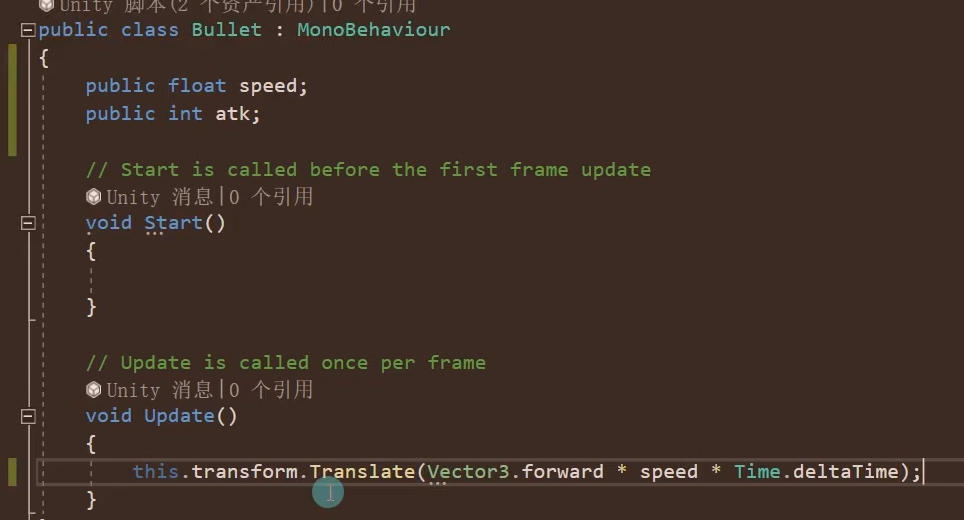 Unity 脚本(2 个资产引用)|0 个引用
public class Bullet : MonoBehaviour
{
public float speed;
public int atk;
// Start is called before the first frame update
Unity 消息|0 个引用
void Start()
{
}
// Update is called once per frame
Unity 消息|0 个引用
void Update()
{
this.transform.Translate(Vector3.forward * speed * Time.deltaTime);
}